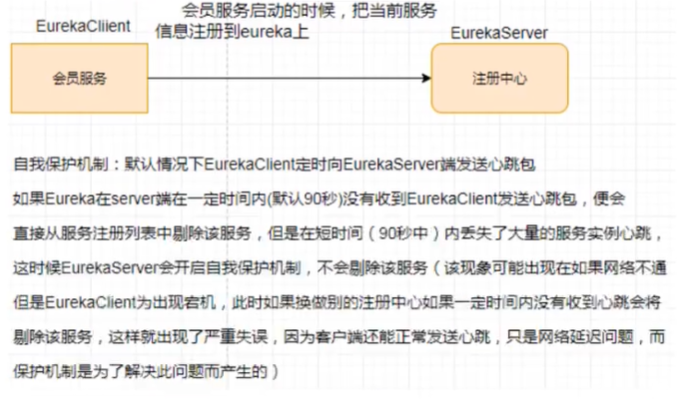 会员服务启动的时候，把当前服务
信息注册到eureka上
EurekaCliient
EurekaServer
会员服务
注册中心
自我保护机制：默认情况下EurekaClient定时向EurekaServer端发送心跳包
如果Eureka在server端在一定时间内(默认90秒)没有收到EurekaClient发送心跳包，便会
直接从服务注册列表中剔除该服务，但是在短时间（90秒中）内丢失了大量的服务实例心跳，
这时候EurekaServer会开启自我保护机制，不会剔除该服务（该现象可能出现在如果网络不通
但是EurekaClient为出现宕机，此时如果换做别的注册中心如果一定时间内没有收到心跳会将
剔除该服务，这样就出现了严重失误，因为客户端还能正常发送心跳，只是网络延迟问题，而
保护机制是为了解决此问题而产生的）